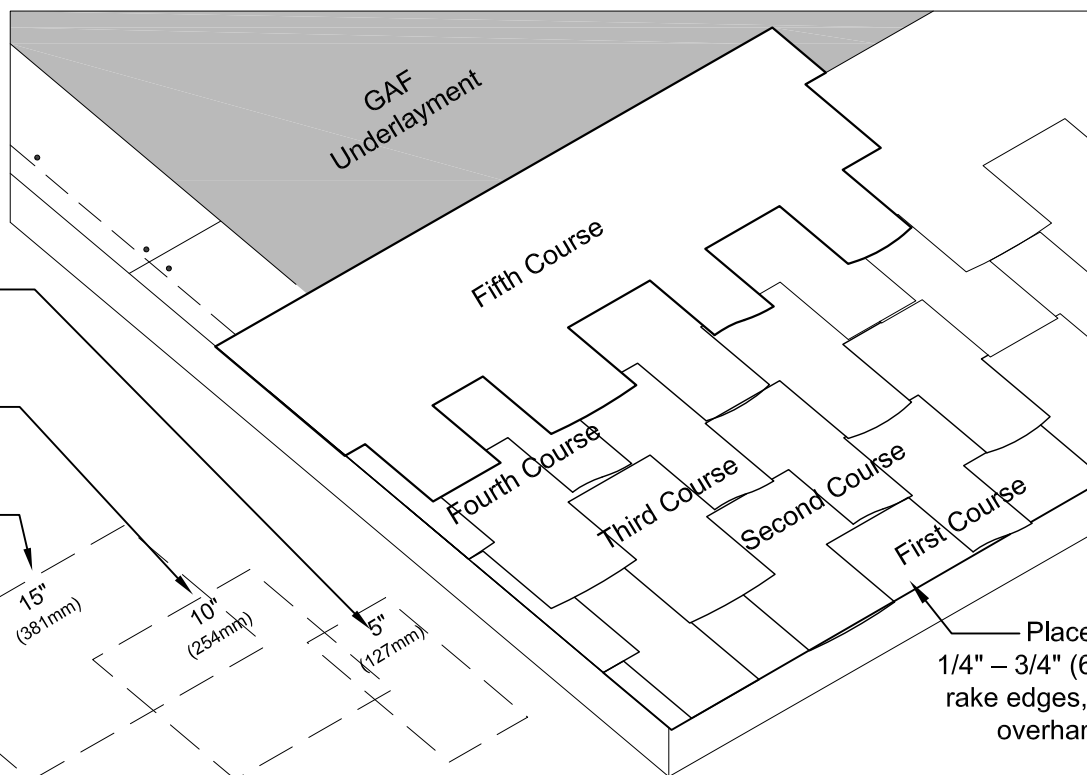 GAF
Underlayment
Fifth Course
Fourth Course
Third Course
Second Course
First Course
15"
(381mm)
10"
(254mm)
5"
(127mm)
Place
1/4" – 3/4" (6
rake edges,
overhan